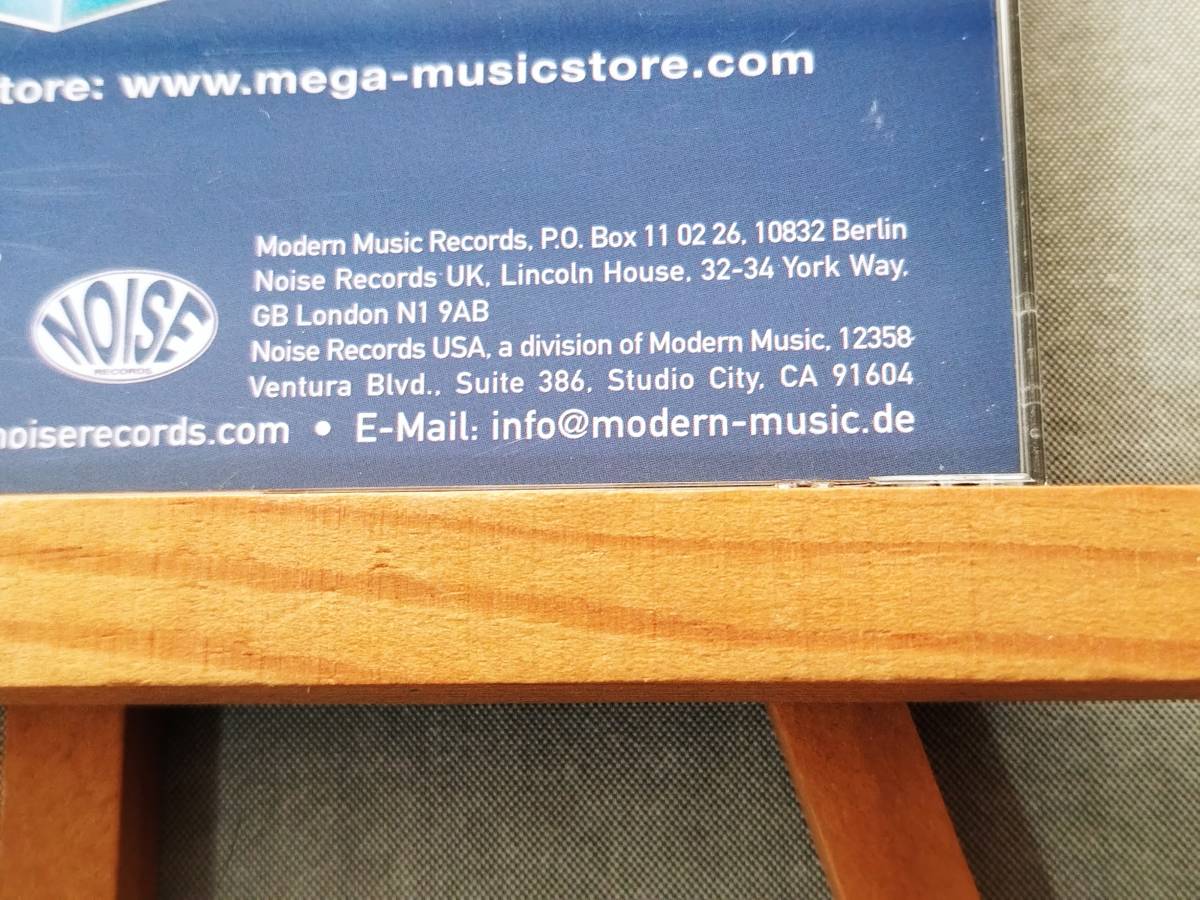 tore: www.mega-musicstore.com
Modern Music Records, P.O. Box 11 02 26, 10832 Berlin
Noise Records UK, Lincoln House, 32-34 York Way,
GB London N1 9AB
Noise Records USA, a division of Modern Music, 12358
Ventura Blvd., Suite 386, Studio City, CA 91604
NOISE
RECORDS
noiserecords.com • E-Mail: info@modern-music.de